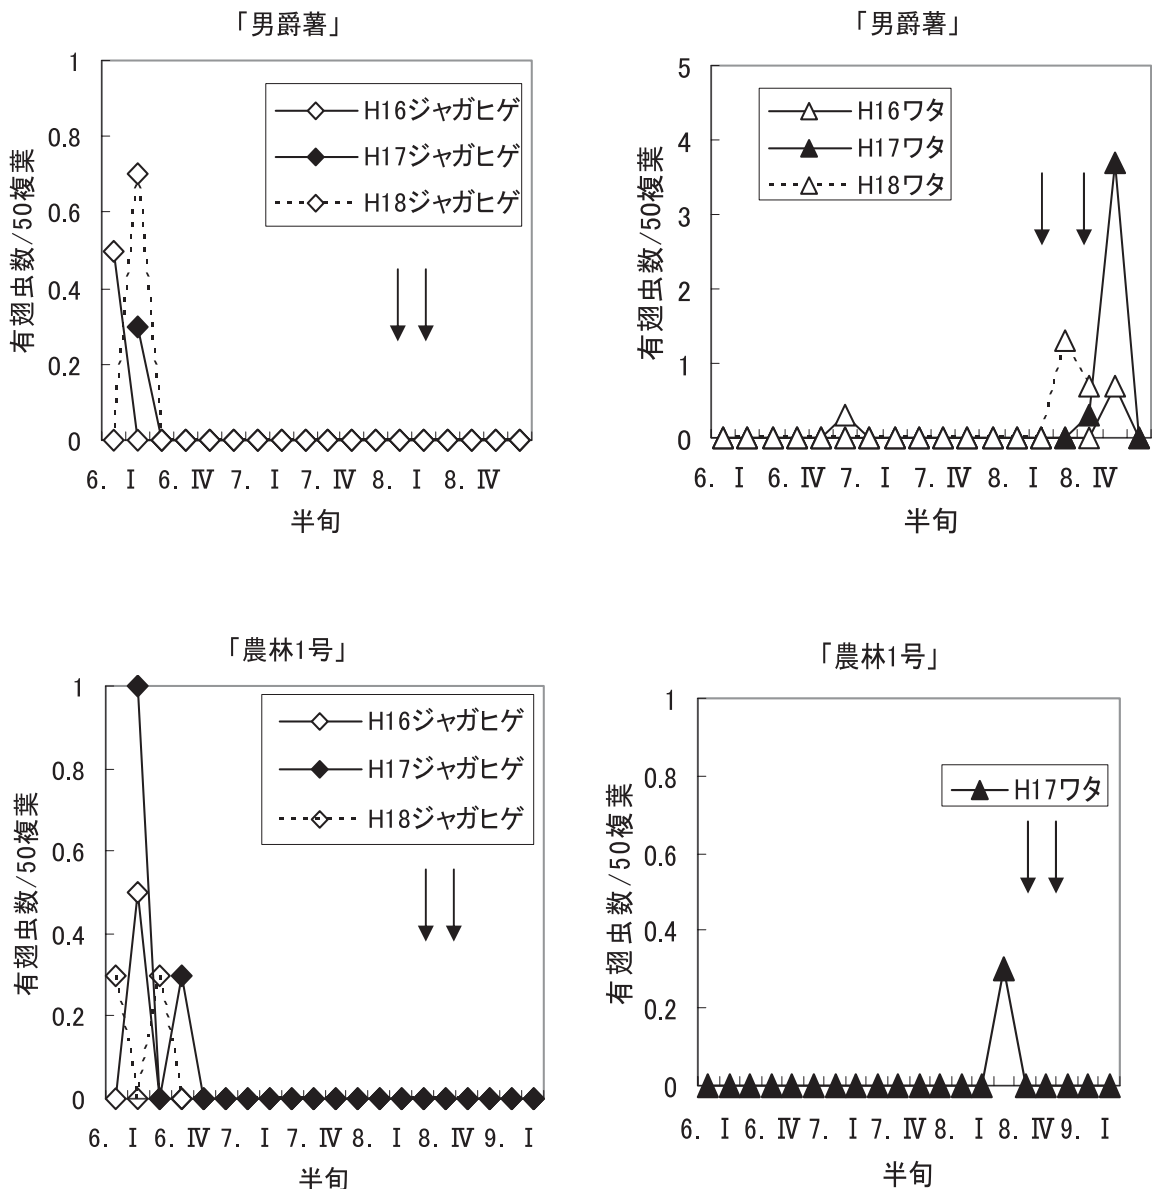 「男爵薯」
1
0.8
0.6
0.4
0.2
0
有翅虫数/50複葉
H16ジャガヒゲ
H17ジャガヒゲ
H18ジャガヒゲ
6. Ⅰ 6. Ⅳ 7. Ⅰ 7. Ⅳ 8. Ⅰ 8. Ⅳ
半旬
「男爵薯」
5
4
3
2
1
0
有翅虫数/50複葉
H16ワタ
H17ワタ
H18ワタ
6. Ⅰ 6. Ⅳ 7. Ⅰ 7. Ⅳ 8. Ⅰ 8. Ⅳ
半旬
「農林1号」
1
0.8
0.6
0.4
0.2
0
有翅虫数/50複葉
H16ジャガヒゲ
H17ジャガヒゲ
H18ジャガヒゲ
6. Ⅰ 6. Ⅳ 7. Ⅰ 7. Ⅳ 8. Ⅰ 8. Ⅳ 9. Ⅰ
半旬
「農林1号」
1
0.8
0.6
0.4
0.2
0
有翅虫数/50複葉
H17ワタ
6. Ⅰ 6. Ⅳ 7. Ⅰ 7. Ⅳ 8. Ⅰ 8. Ⅳ 9. Ⅰ
半旬